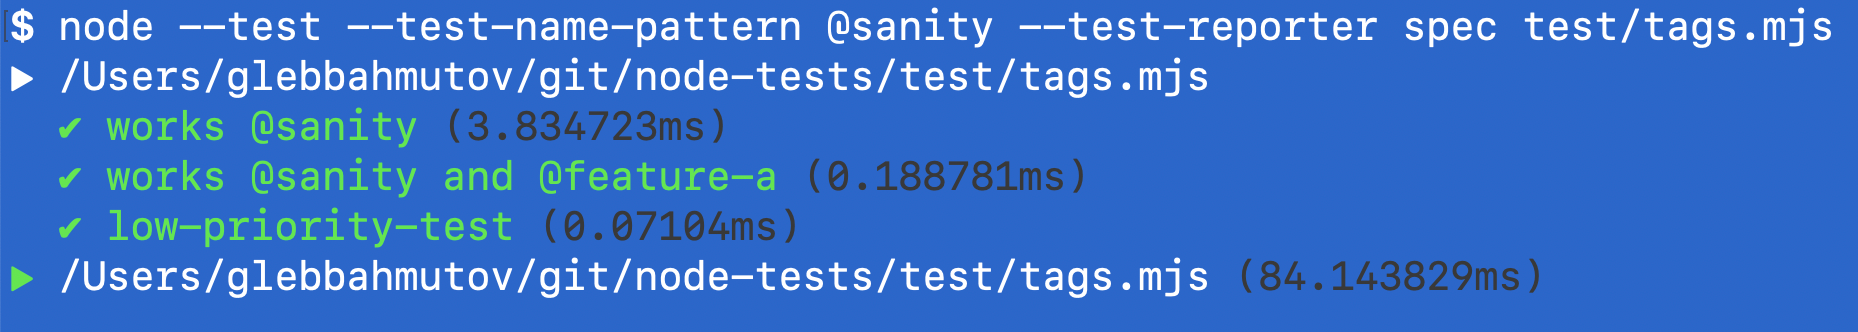 $ node --test --test-name-pattern @sanity --test-reporter spec test/tags.mjs
▶ /Users/glebbahmutov/git/node-tests/test/tags.mjs
✔ works @sanity (3.834723ms)
✔ works @sanity and @feature-a (0.188781ms)
✔ low-priority-test (0.07104ms)
▶ /Users/glebbahmutov/git/node-tests/test/tags.mjs (84.143829ms)